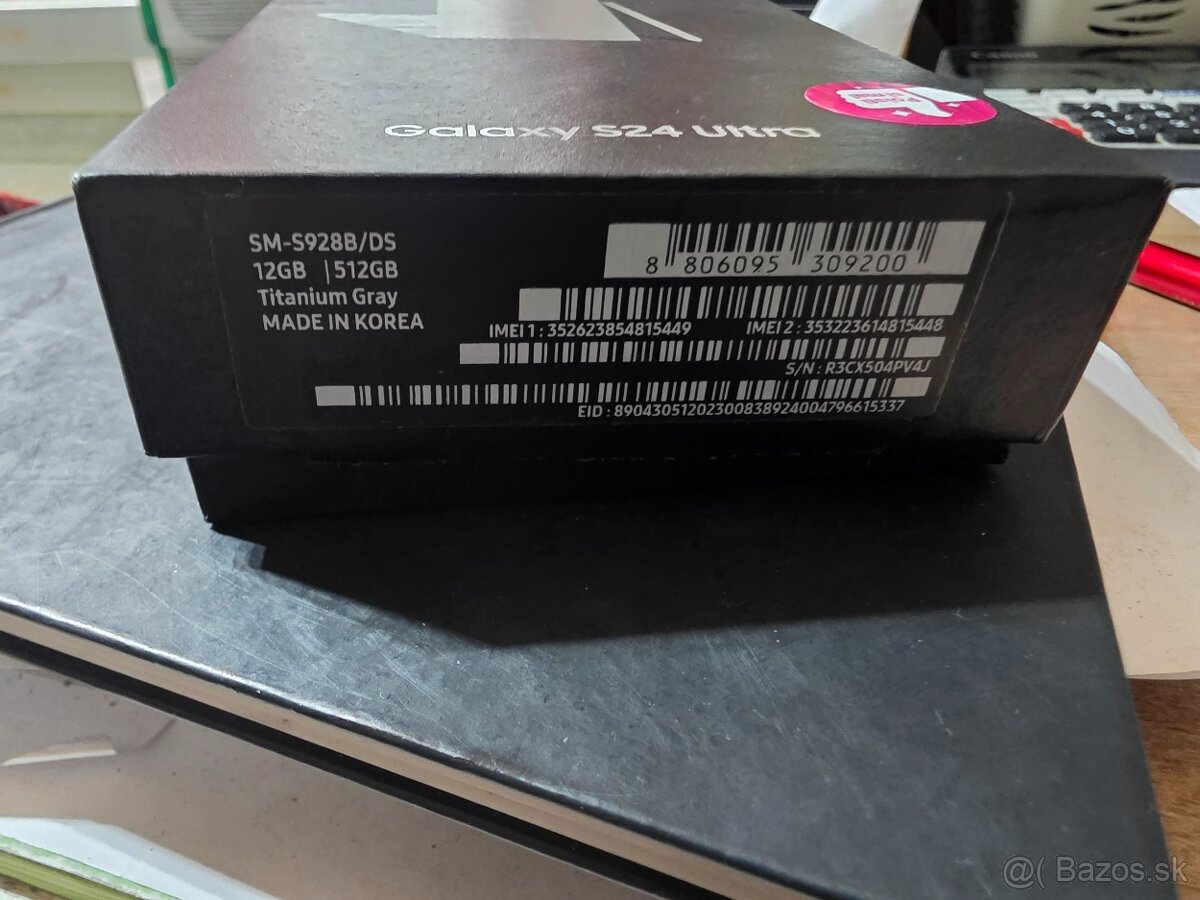 Galaxy S24 Ultra
SM-S928B/DS
12GB | 512GB
Titanium Gray
MADE IN KOREA
8 806095 309200
IMEI 1 : 352623854815449 IMEI 2 : 353223614815448
S/N : R3CX504PV4J
EID : 89043051202300838924004796615337
@( Bazos.sk